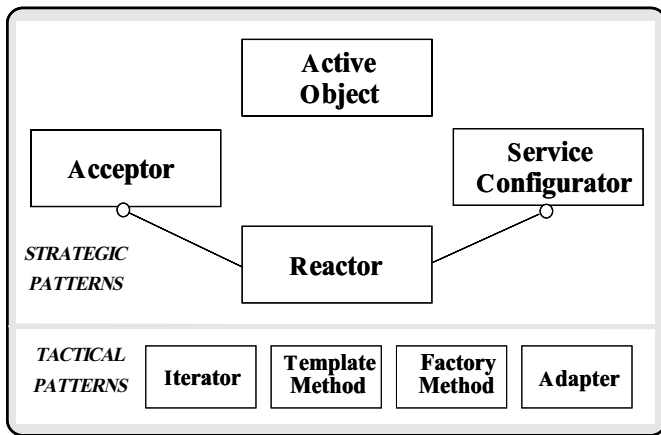 Active
Object
Acceptor
Service
Configurator
Reactor
STRATEGIC
PATTERNS
TACTICAL
PATTERNS
Iterator
Template
Method
Factory
Method
Adapter